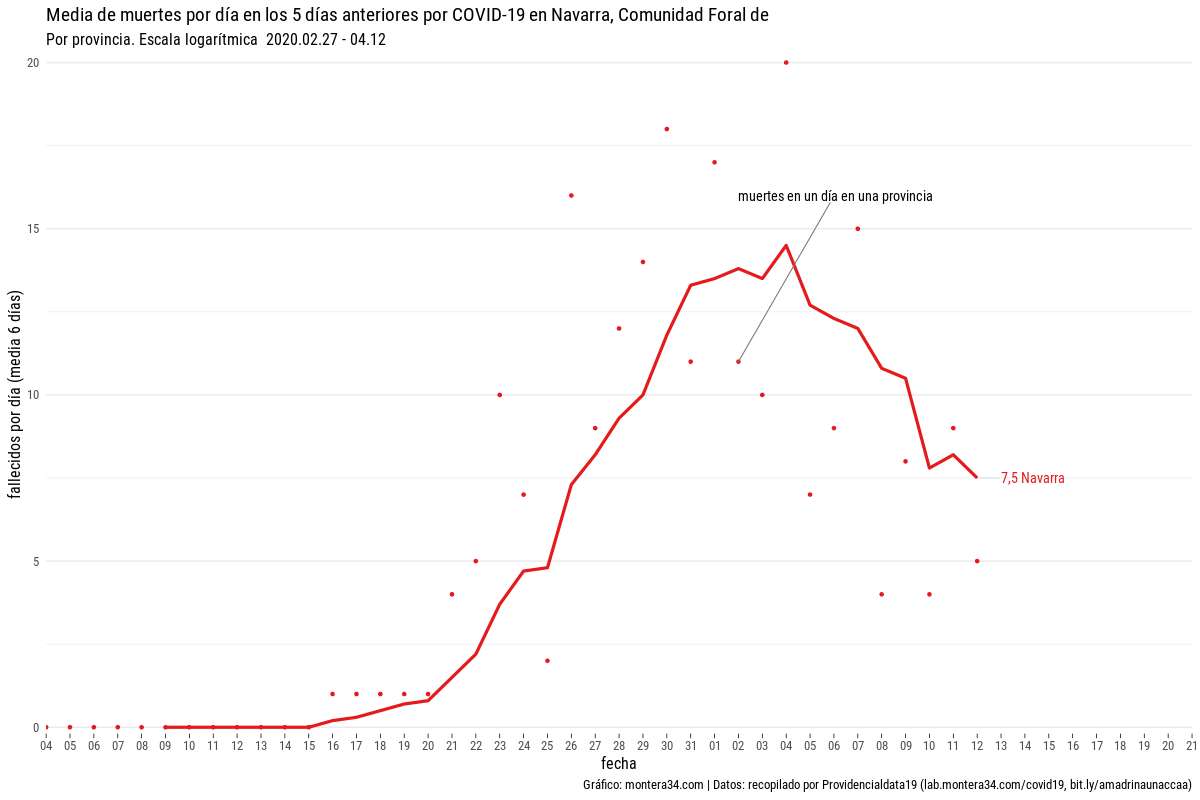 Media de muertes por día en los 5 días anteriores por COVID-19 en Navarra, Comunidad Foral de
Por provincia. Escala logarítmica  2020.02.27 - 04.12
fallecidos por día (media 6 días)
20
15
10
5
0
muertes en un día en una provincia
7,5 Navarra
04 05 06 07 08 09 10 11 12 13 14 15 16 17 18 19 20 21 22 23 24 25 26 27 28 29 30 31 01 02 03 04 05 06 07 08 09 10 11 12 13 14 15 16 17 18 19 20 21
fecha
Gráfico: montera34.com | Datos: recopilado por Providencialdata19 (lab.montera34.com/covid19, bit.ly/amadrinaunaccaa)